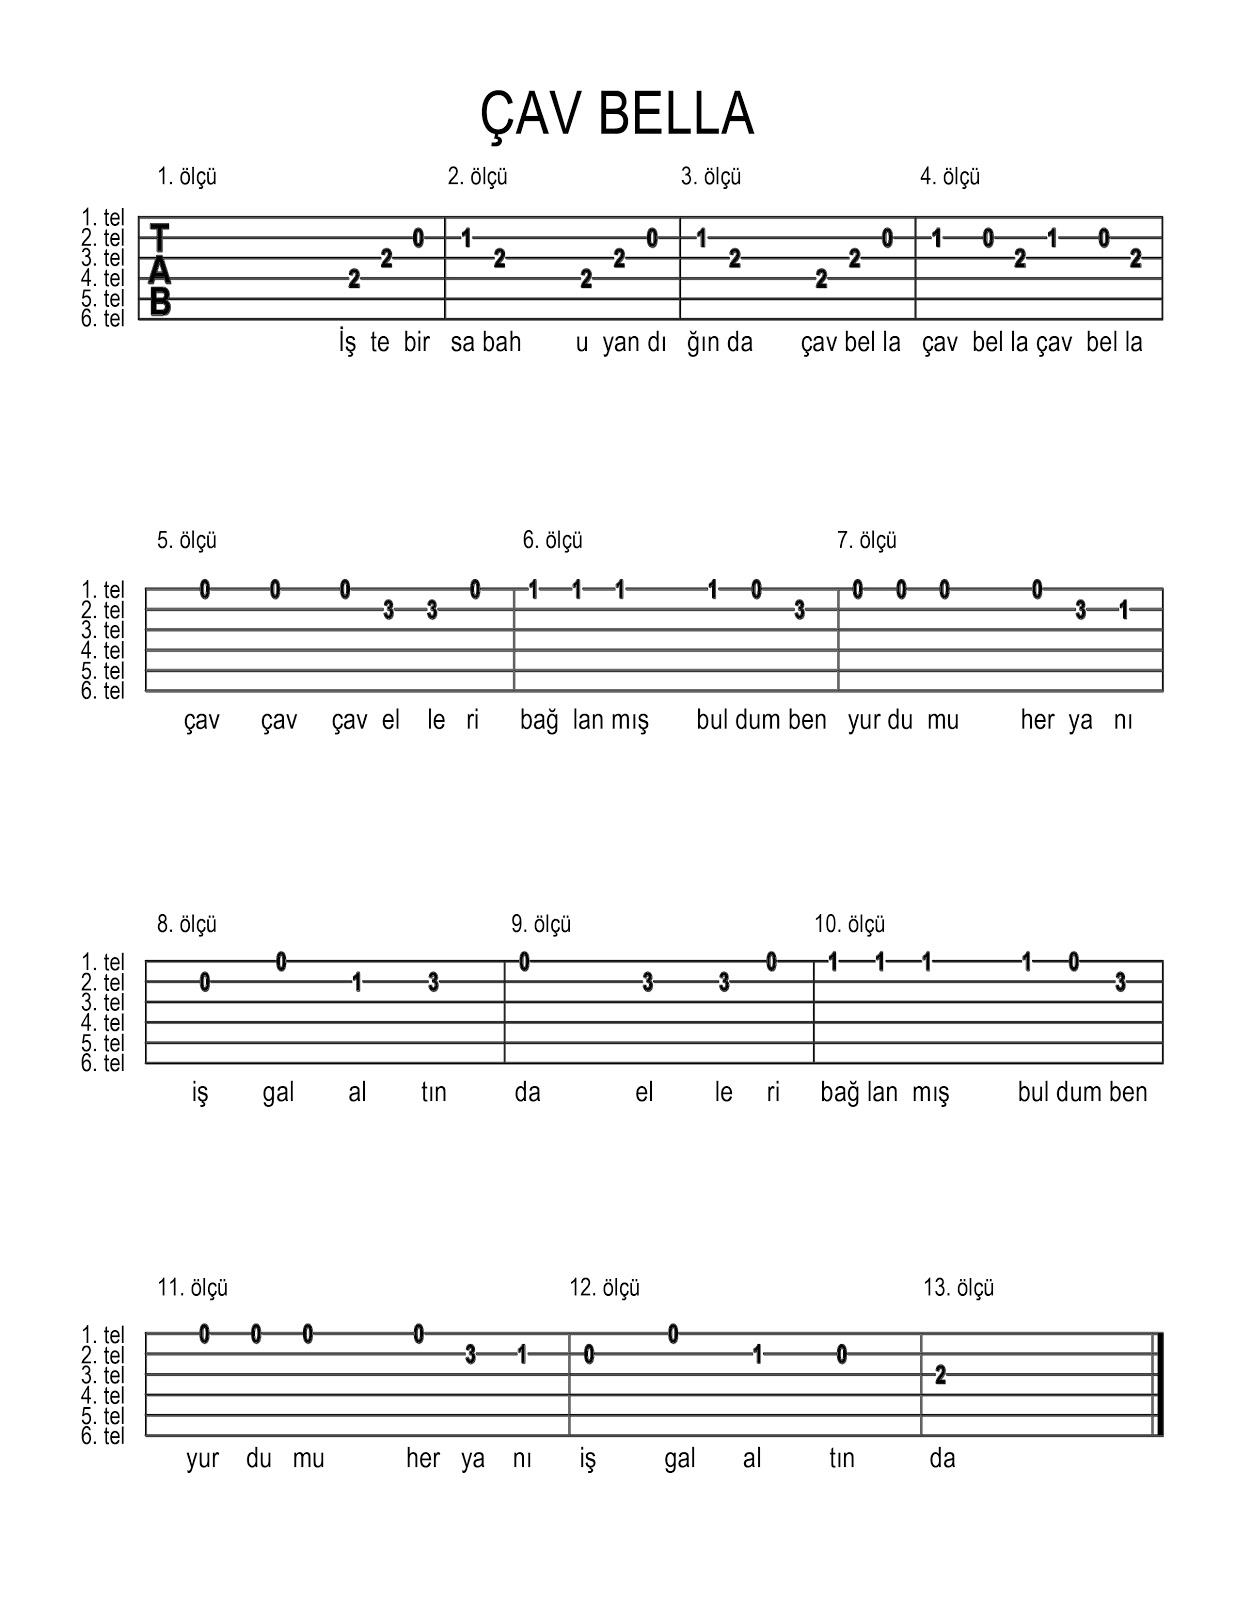 ÇAV BELLA
1. ölçü 2. ölçü 3. ölçü 4. ölçü
1. tel
2. tel 0 1 0 1 0 1 0 1 0
3. tel 2 2 2 2 2 2 2
4. tel 2 2 2
5. tel
6. tel
TAB
İş te bir sa bah u yan dı ğın da çav bel la çav bel la çav bel la
5. ölçü 6. ölçü 7. ölçü
1. tel 0 0 0 0 1 1 1 1 0 0 0 0 0
2. tel 3 3 3 3 1
3. tel
4. tel
5. tel
6. tel
çav çav çav el le ri bağ lan mış bul dum ben yur du mu her ya nı
8. ölçü 9. ölçü 10. ölçü
1. tel 0 0 0 1 1 1 1 0
2. tel 0 1 3 3 3 3
3. tel
4. tel
5. tel
6. tel
iş gal al tın da el le ri bağ lan mış bul dum ben
11. ölçü 12. ölçü 13. ölçü
1. tel 0 0 0 0 0
2. tel 3 1 0 1 0
3. tel 2
4. tel
5. tel
6. tel
yur du mu her ya nı iş gal al tın da